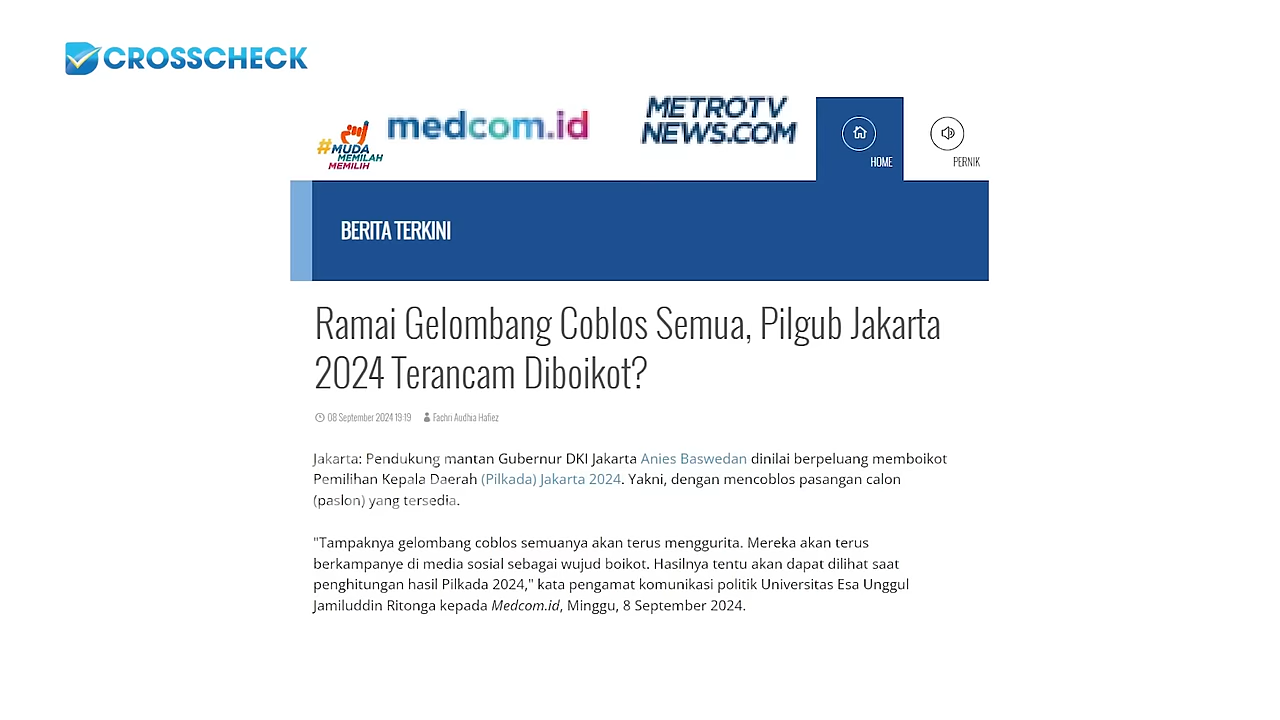 CROSSCHECK
#MUDA
MEMILAH
MEMILIH
medcom.id
METROTV
NEWS.COM
HOME
PERNIK
BERITA TERKINI
Ramai Gelombang Coblos Semua, Pilgub Jakarta
2024 Terancam Diboikot?
08 September 2024 19:19 Fachri Audhia Hafiez
Jakarta: Pendukung mantan Gubernur DKI Jakarta Anies Baswedan dinilai berpeluang memboikot
Pemilihan Kepala Daerah (Pilkada) Jakarta 2024. Yakni, dengan mencoblos pasangan calon
(paslon) yang tersedia.
"Tampaknya gelombang coblos semuanya akan terus menggurita. Mereka akan terus
berkampanye di media sosial sebagai wujud boikot. Hasilnya tentu akan dapat dilihat saat
penghitungan hasil Pilkada 2024," kata pengamat komunikasi politik Universitas Esa Unggul
Jamiluddin Ritonga kepada Medcom.id, Minggu, 8 September 2024.